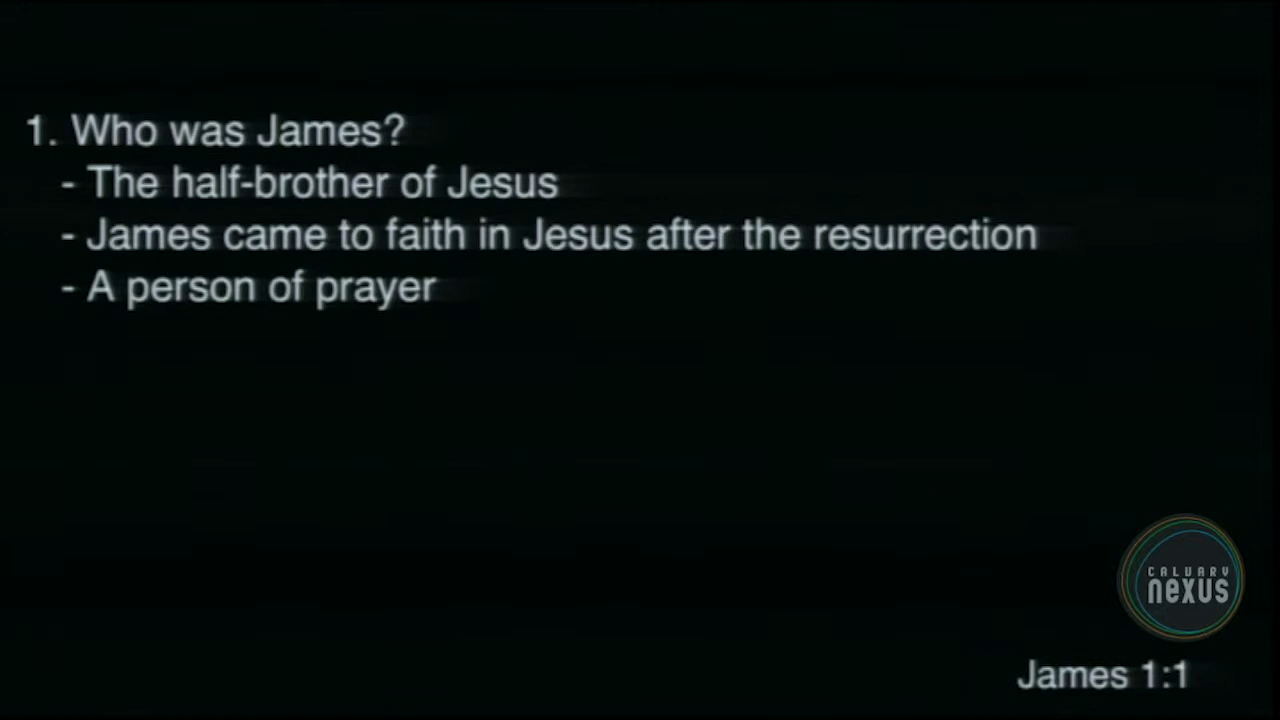 1. Who was James?
- The half-brother of Jesus
- James came to faith in Jesus after the resurrection
- A person of prayer
CALVARY
nexus
James 1:1